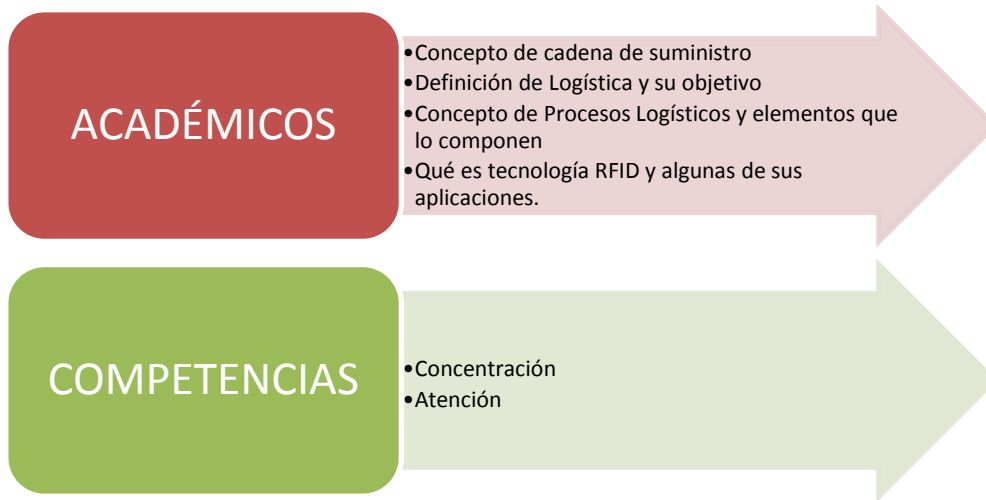 ACADÉMICOS
•Concepto de cadena de suministro
•Definición de Logística y su objetivo
•Concepto de Procesos Logísticos y elementos que
lo componen
•Qué es tecnología RFID y algunas de sus
aplicaciones.
COMPETENCIAS
•Concentración
•Atención